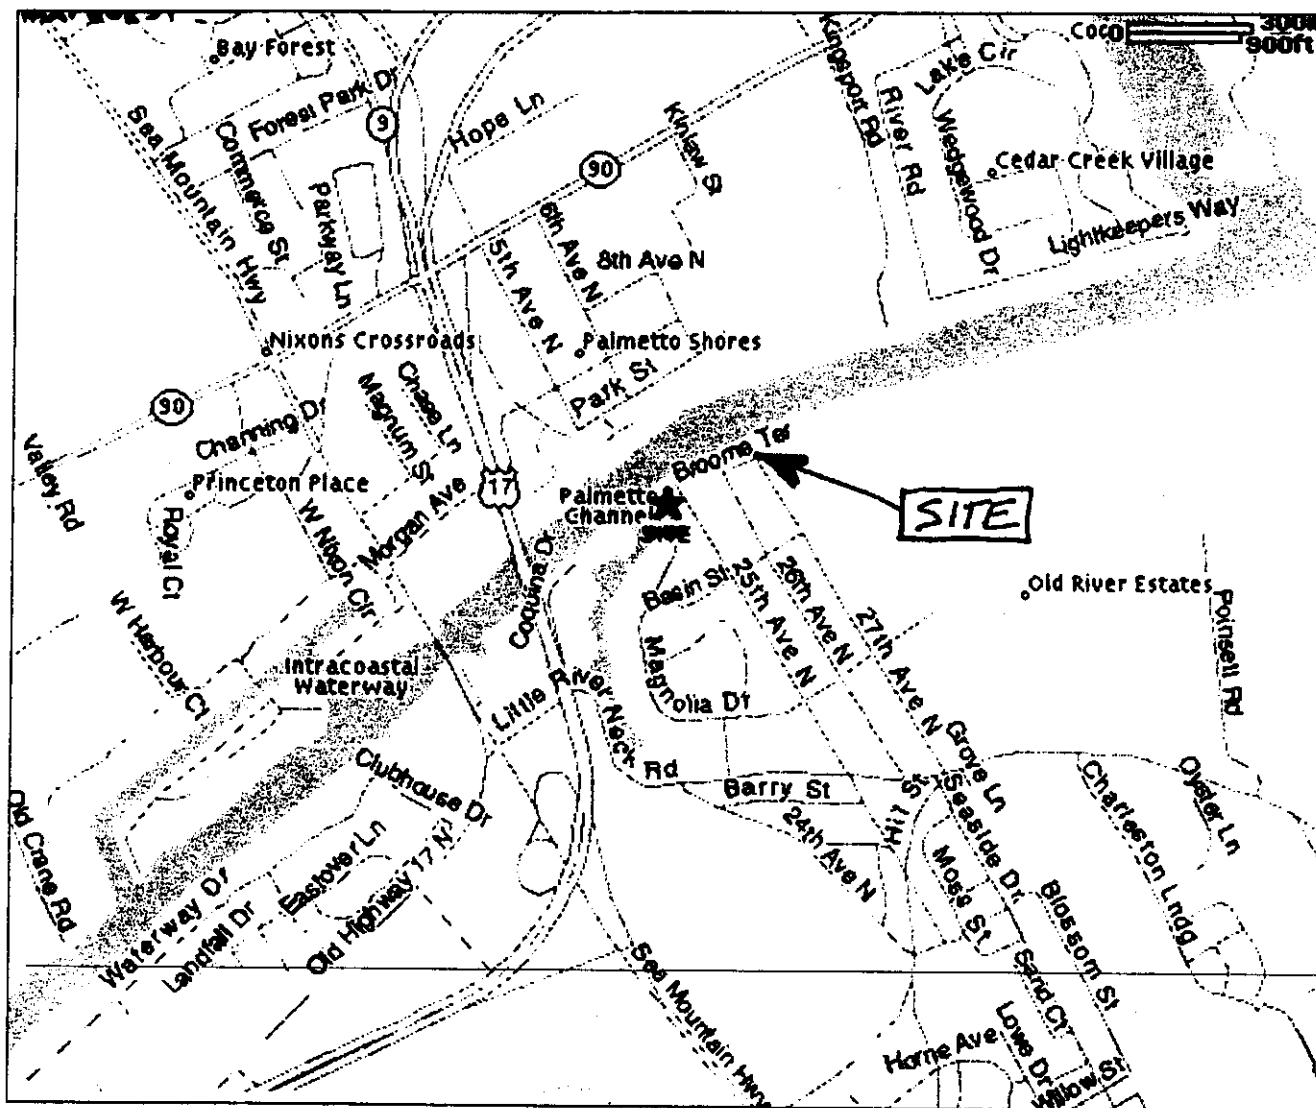 Bay Forest
Forest Park Dr
9
Hope Ln
Kingsport Rd
Lake Cir
300m
900ft
Sea Mountain Hwy
Commerce St
Parkway Ln
90
Kinlaw St
River Rd
Wedgewood Dr
Cedar Creek Village
Lightkeepers Way
5th Ave N
6th Ave N
8th Ave N
Nixons Crossroads
Palmetto Shores
Park St
90
Channing Dr
Magnum St
Chase Ln
Valley Rd
Princeton Place
Royal Ct
W Nixon Cir
Morgan Ave
17
Palmetto
Channel
SITE
Broome Ter
SITE
Coquina Dr
Basin St
25th Ave N
26th Ave N
27th Ave N
Old River Estates
Poinsett Rd
W Harbour Ct
Intracoastal
Waterway
Little River Neck Rd
Magnolia Dr
Clubhouse Dr
Barry St
Hill St
Grove Ln
Seaside Dr
Charleston Lndg
Oyster Ln
Old Crane Rd
Eastover Ln
Old Highway 17 N
24th Ave N
Moss St
Blossom St
Waterway Dr
Landfall Dr
Sea Mountain Hwy
Sand Ct
Horne Ave
Lowe Dr
Willow St